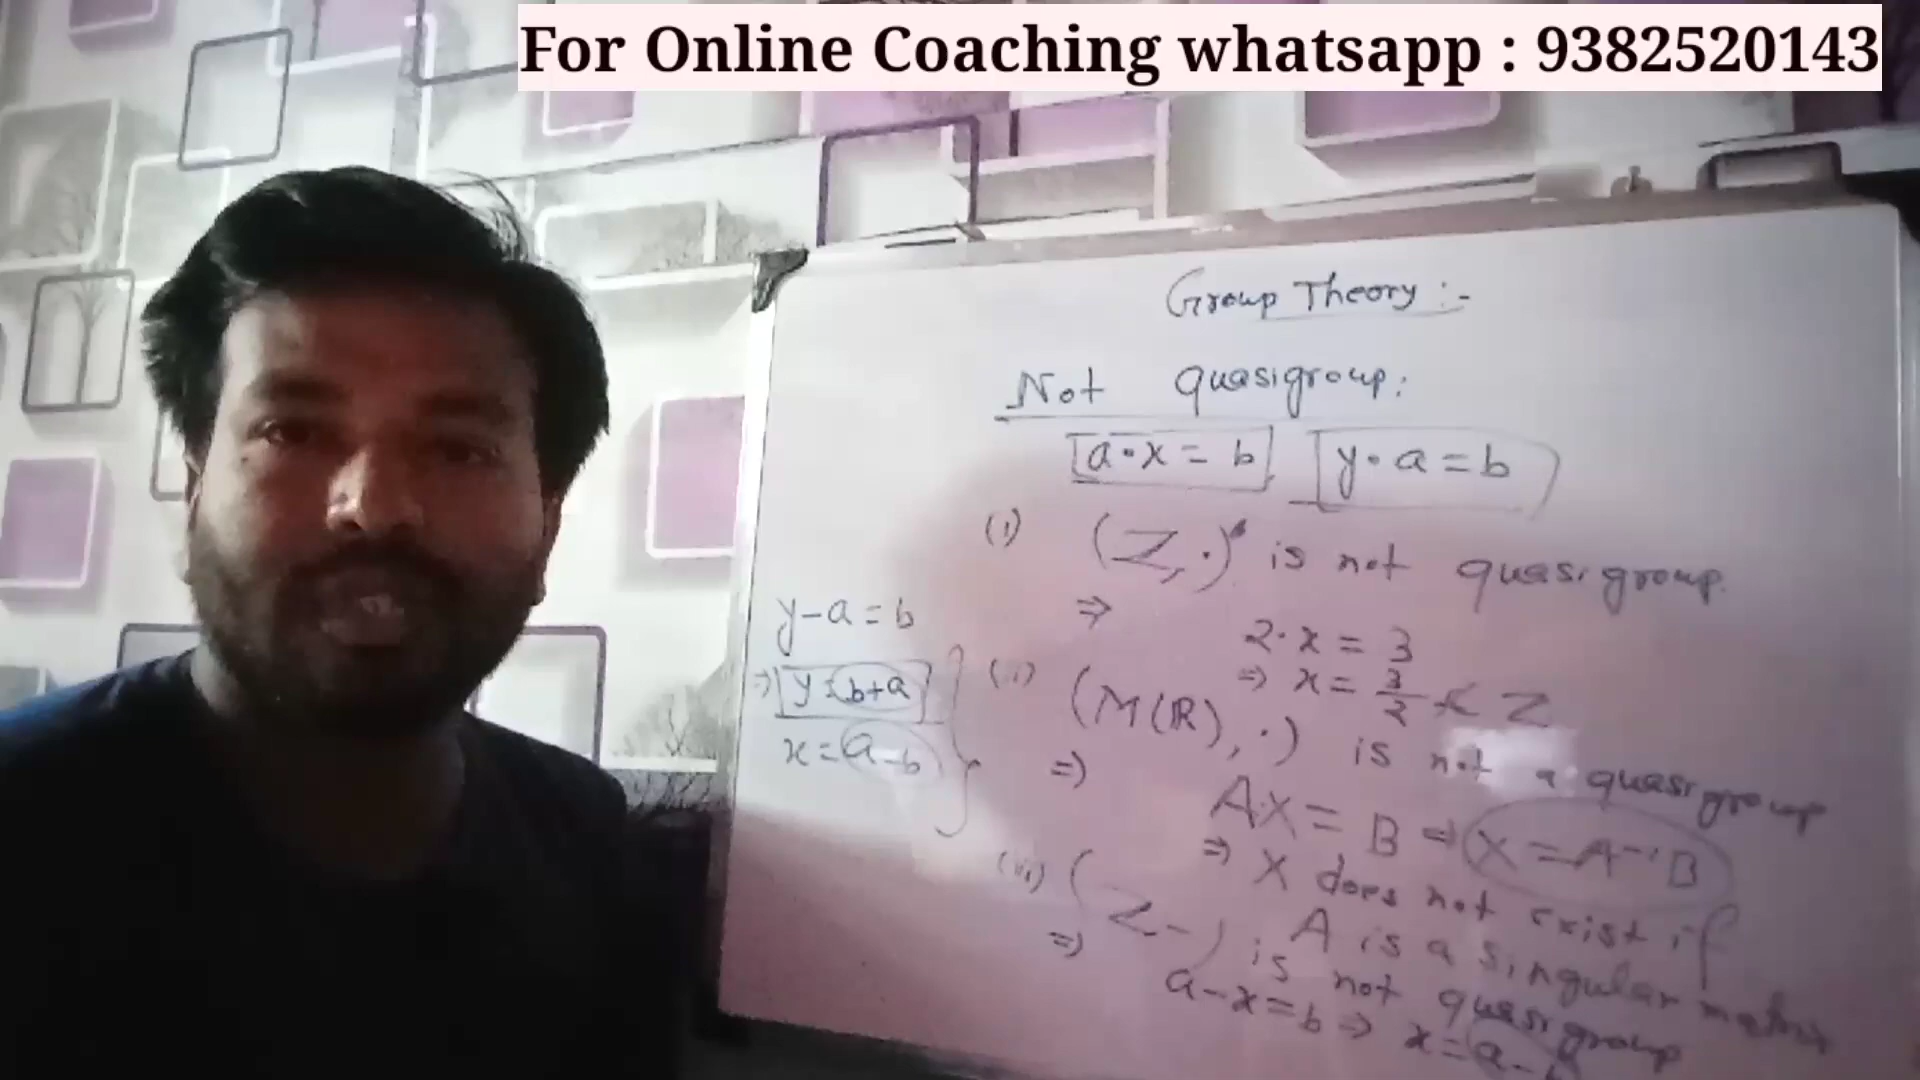 For Online Coaching whatsapp : 9382520143
Group Theory :-
Not quasigroup:
a·x = b y·a = b
(i) (Z, ·) is not quasigroup.
⇒ 2·x = 3
⇒ x = 3/2 ∉ Z
(ii) (M(R), ·) is not a quasigroup
⇒ A·X = B ⇒ X = A⁻¹B
⇒ X does not exist if
A is a singular matrix
(iii) (Z -) is not quasigroup
⇒ a-x=b ⇒ x=a-b
y-a=b
⇒ y=b+a
x=a-b